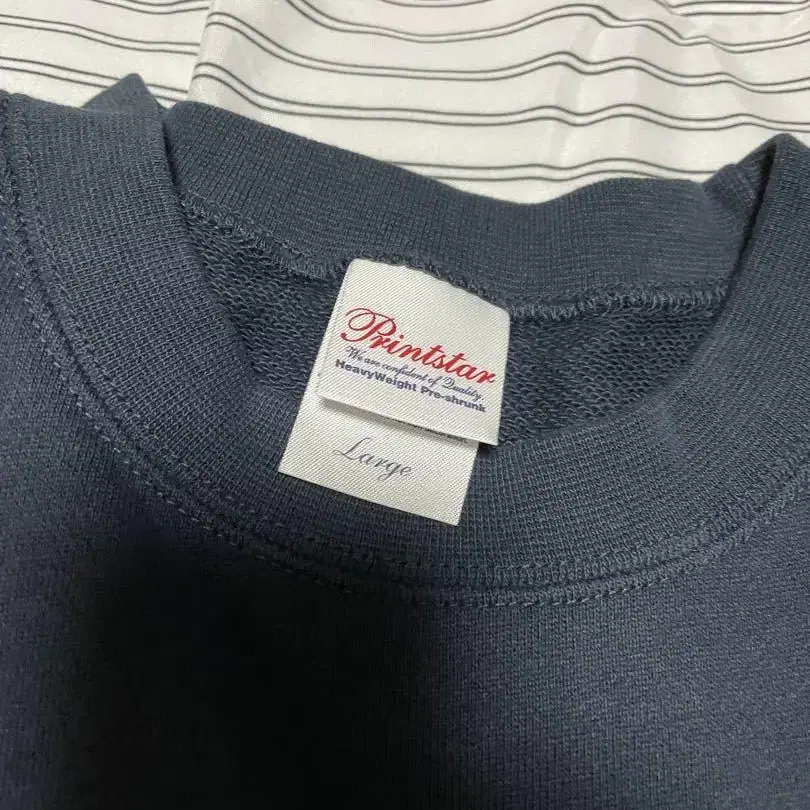 Printstar
We are confident of Quality.
HeavyWeight Pre-shrunk
Large